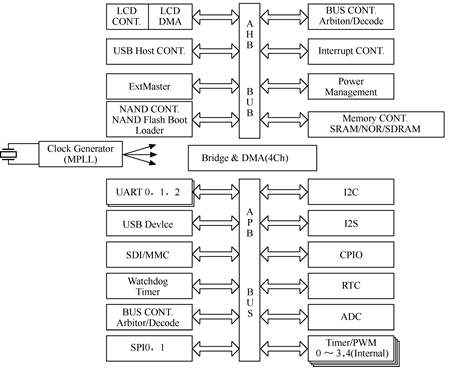 LCD CONT.
LCD DMA
A
H
B
B
U
B
BUS CONT.
Arbiton/Decode
USB Host CONT.
Interrupt CONT.
ExtMaster
Power
Management
NAND CONT.
NAND Flash Boot
Loader
Memory CONT.
SRAM/NOR/SDRAM
Clock Generator
(MPLL)
Bridge & DMA(4Ch)
UART 0，1，2
A
P
B
B
U
S
I2C
USB Devlce
I2S
SDI/MMC
CPIO
Watchdog
Timer
RTC
BUS CONT.
Arbitor/Decode
ADC
SPI0，1
Timer/PWM
0 ～ 3,4(Internal)